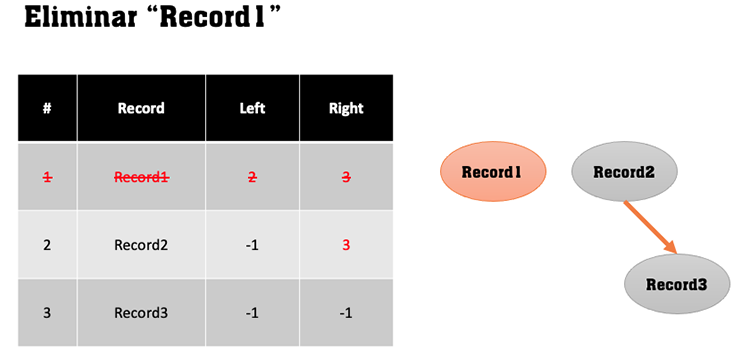 Eliminar “Record1”
# Record Left Right
1 Record1 2 3
2 Record2 -1 3
3 Record3 -1 -1
Record1 Record2
Record3